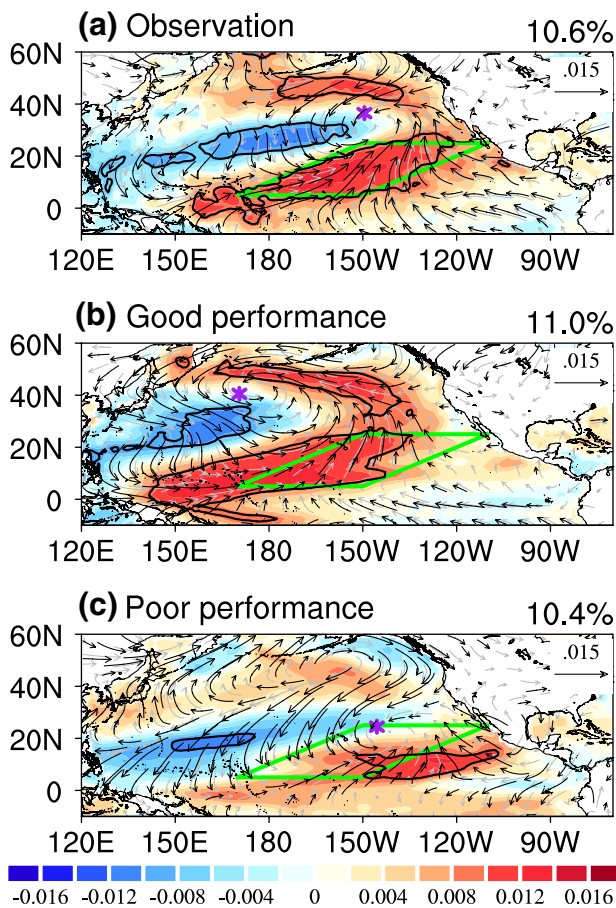 (a) Observation 10.6%
60N
.015
40N
20N
0
120E 150E 180 150W 120W 90W
(b) Good performance 11.0%
60N
.015
40N
20N
0
120E 150E 180 150W 120W 90W
(c) Poor performance 10.4%
60N
.015
40N
20N
0
120E 150E 180 150W 120W 90W
-0.016 -0.012 -0.008 -0.004 0 0.004 0.008 0.012 0.016